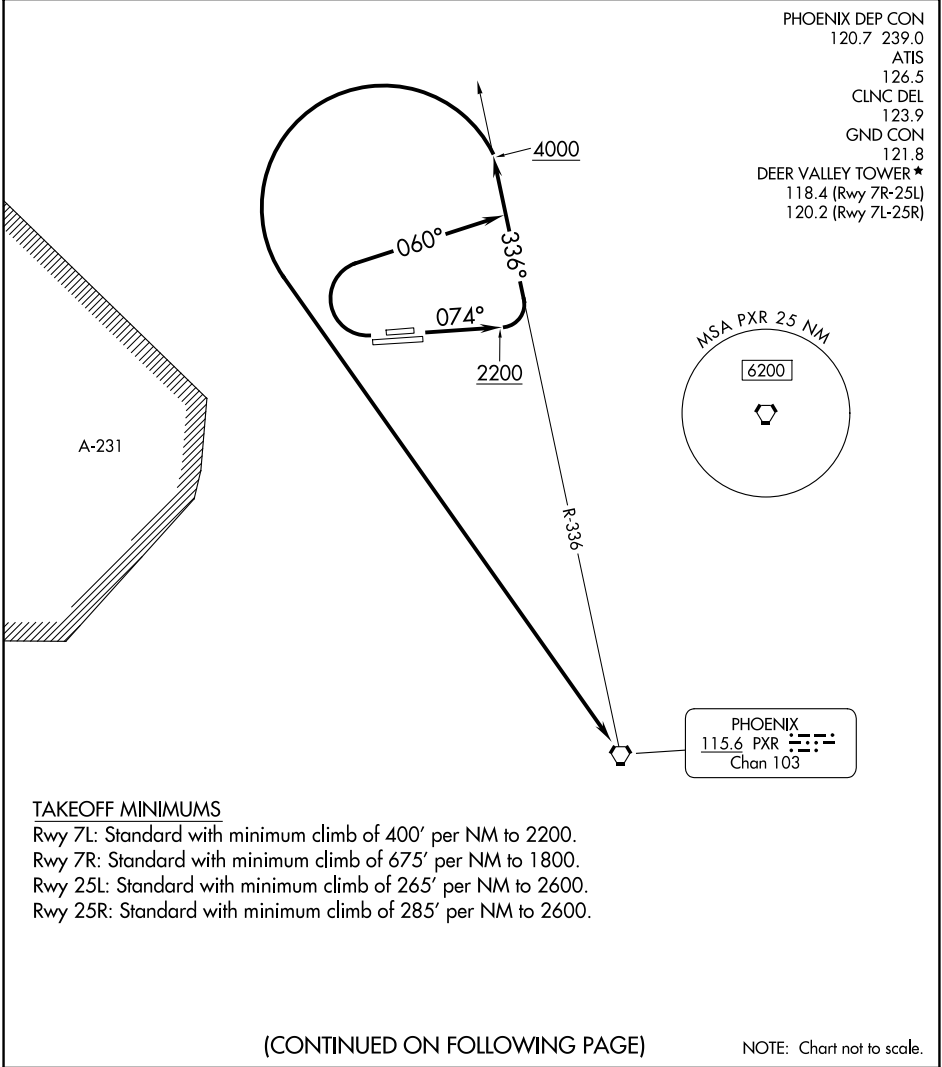 PHOENIX DEP CON
120.7 239.0
ATIS
126.5
CLNC DEL
123.9
GND CON
121.8
DEER VALLEY TOWER★
118.4 (Rwy 7R-25L)
120.2 (Rwy 7L-25R)
4000
060°
336°
074°
2200
MSA PXR 25 NM
6200
A-231
R-336
PHOENIX
115.6 PXR
Chan 103
TAKEOFF MINIMUMS
Rwy 7L: Standard with minimum climb of 400' per NM to 2200.
Rwy 7R: Standard with minimum climb of 675' per NM to 1800.
Rwy 25L: Standard with minimum climb of 265' per NM to 2600.
Rwy 25R: Standard with minimum climb of 285' per NM to 2600.
(CONTINUED ON FOLLOWING PAGE)
NOTE: Chart not to scale.